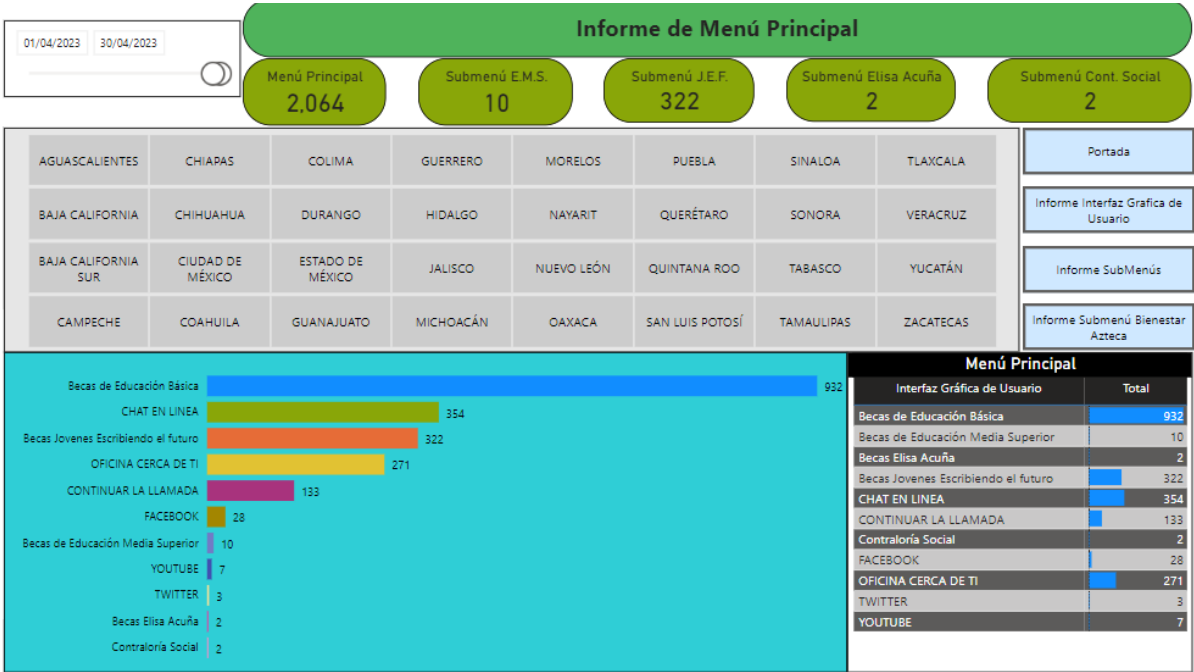 Informe de Menú Principal
01/04/2023 30/04/2023
Menú Principal
2,064
Submenú E.M.S.
10
Submenú J.E.F.
322
Submenú Elisa Acuña
2
Submenú Cont. Social
2
AGUASCALIENTES CHIAPAS COLIMA GUERRERO MORELOS PUEBLA SINALOA TLAXCALA
BAJA CALIFORNIA CHIHUAHUA DURANGO HIDALGO NAYARIT QUERÉTARO SONORA VERACRUZ
BAJA CALIFORNIA SUR CIUDAD DE MÉXICO ESTADO DE MÉXICO JALISCO NUEVO LEÓN QUINTANA ROO TABASCO YUCATÁN
CAMPECHE COAHUILA GUANAJUATO MICHOACÁN OAXACA SAN LUIS POTOSÍ TAMAULIPAS ZACATECAS
Portada
Informe Interfaz Grafica de
Usuario
Informe SubMenús
Informe Submenú Bienestar
Azteca
Becas de Educación Básica 932
CHAT EN LINEA 354
Becas Jovenes Escribiendo el futuro 322
OFICINA CERCA DE TI 271
CONTINUAR LA LLAMADA 133
FACEBOOK 28
Becas de Educación Media Superior 10
YOUTUBE 7
TWITTER 3
Becas Elisa Acuña 2
Contraloría Social 2
Menú Principal
Interfaz Gráfica de Usuario Total
Becas de Educación Básica 932
Becas de Educación Media Superior 10
Becas Elisa Acuña 2
Becas Jovenes Escribiendo el futuro 322
CHAT EN LINEA 354
CONTINUAR LA LLAMADA 133
Contraloría Social 2
FACEBOOK 28
OFICINA CERCA DE TI 271
TWITTER 3
YOUTUBE 7